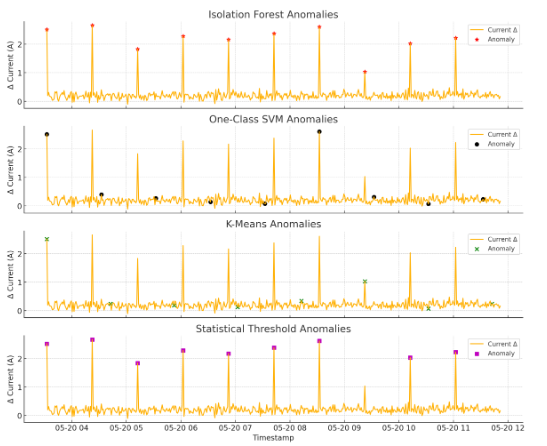 Isolation Forest Anomalies
Δ Current (A)
2
1
0
Current Δ
Anomaly
One-Class SVM Anomalies
Δ Current (A)
2
1
0
Current Δ
Anomaly
K-Means Anomalies
Δ Current (A)
2
1
0
Current Δ
Anomaly
Statistical Threshold Anomalies
Δ Current (A)
2
1
0
Current Δ
Anomaly
05-20 04 05-20 05 05-20 06 05-20 07 05-20 08 05-20 09 05-20 10 05-20 11 05-20 12
Timestamp